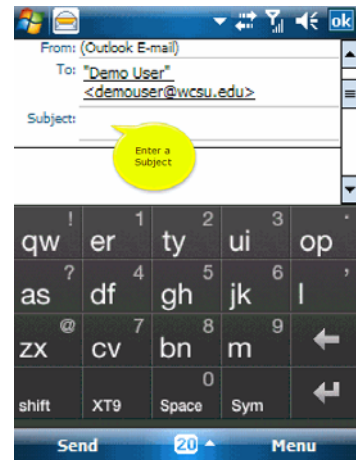 ok
From: (Outlook E-mail)
To: "Demo User"
<demouser@wcsu.edu>
Subject:
Enter a
Subject
! 1 2 3 .
qw er ty ui op
? 4 5 6 ,
as df gh jk l
@ 7 8 9
zx cv bn m
0
shift XT9 Space Sym
Send 20 Menu